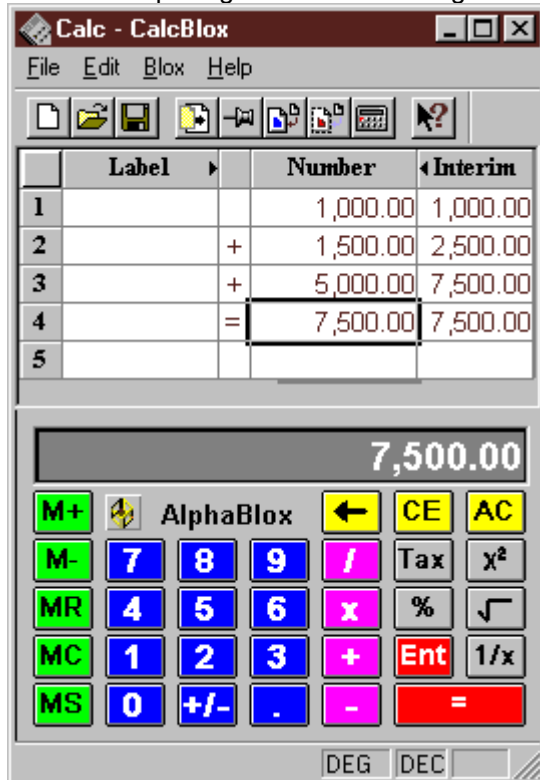 Calc - CalcBlox
File Edit Blox Help
Label Number Interim
1 1,000.00 1,000.00
2 + 1,500.00 2,500.00
3 + 5,000.00 7,500.00
4 = 7,500.00 7,500.00
5
7,500.00
M+ AlphaBlox ← CE AC
M- 7 8 9 / Tax x²
MR 4 5 6 x % √
MC 1 2 3 + Ent 1/x
MS 0 +/- . - =
DEG DEC